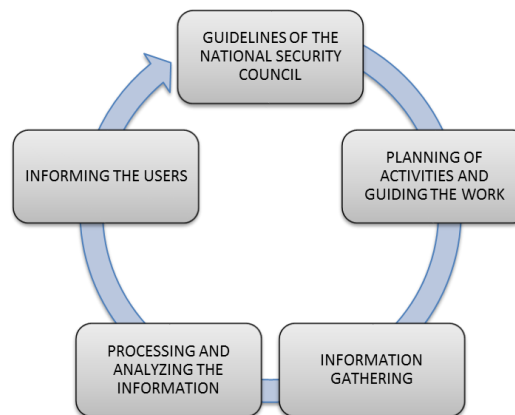 GUIDELINES OF THE
NATIONAL SECURITY
COUNCIL
PLANNING OF
ACTIVITIES AND
GUIDING THE WORK
INFORMATION
GATHERING
PROCESSING AND
ANALYZING THE
INFORMATION
INFORMING THE USERS